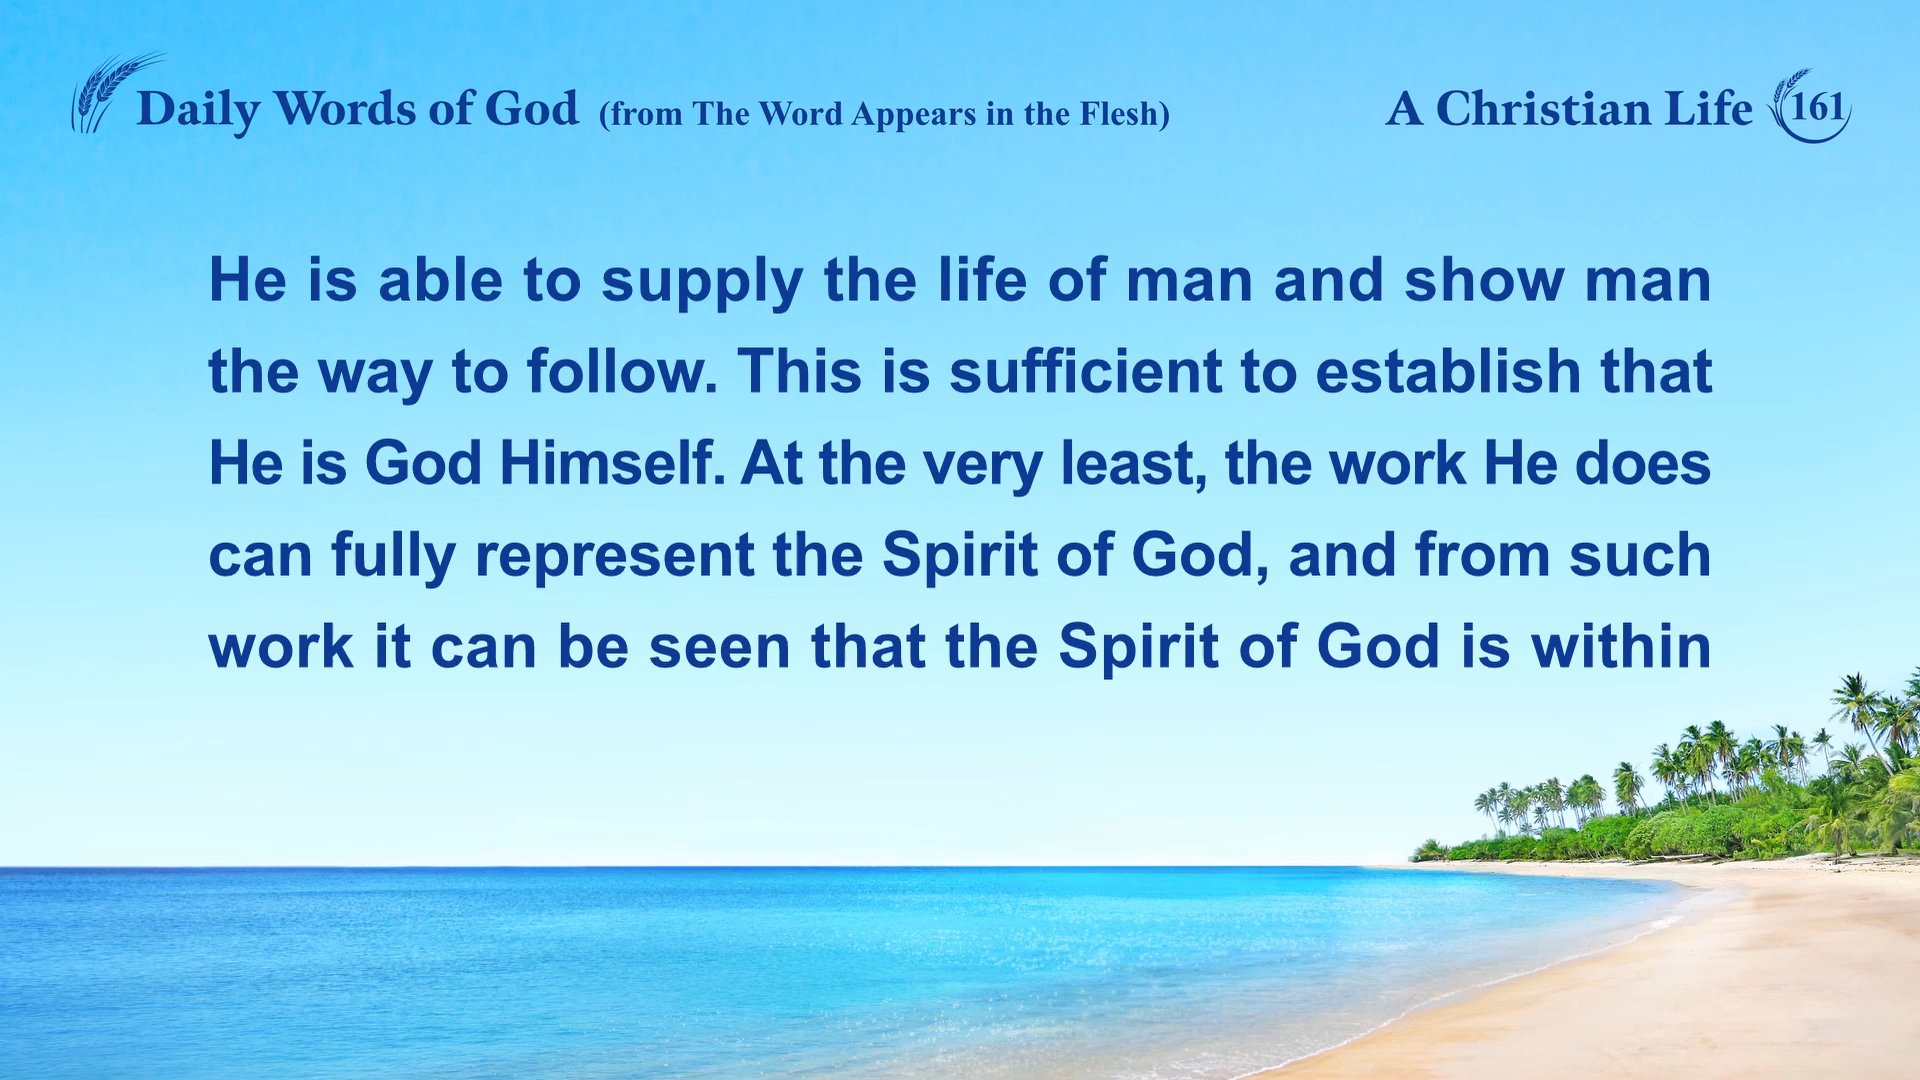 Daily Words of God (from The Word Appears in the Flesh)
A Christian Life 161
He is able to supply the life of man and show man
the way to follow. This is sufficient to establish that
He is God Himself. At the very least, the work He does
can fully represent the Spirit of God, and from such
work it can be seen that the Spirit of God is within